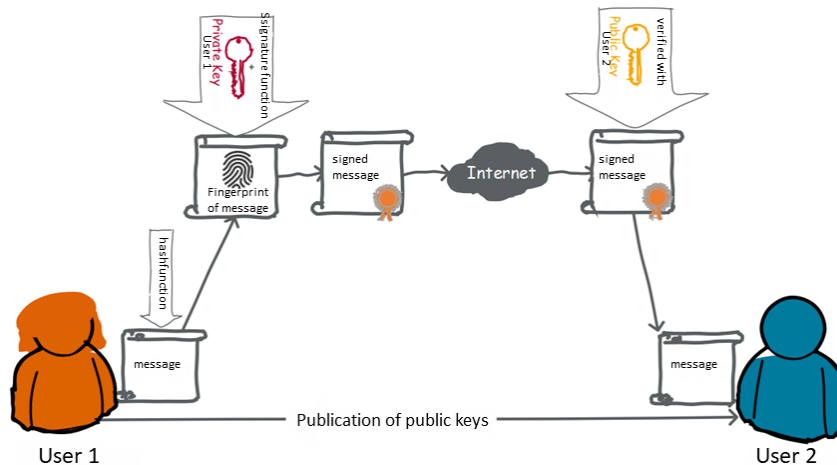 Private Key
User 1
+
Ssignature function
Public Key
User 2
verified with
Fingerprint
of message
signed
message
Internet
signed
message
hashfunction
message
message
Publication of public keys
User 1
User 2